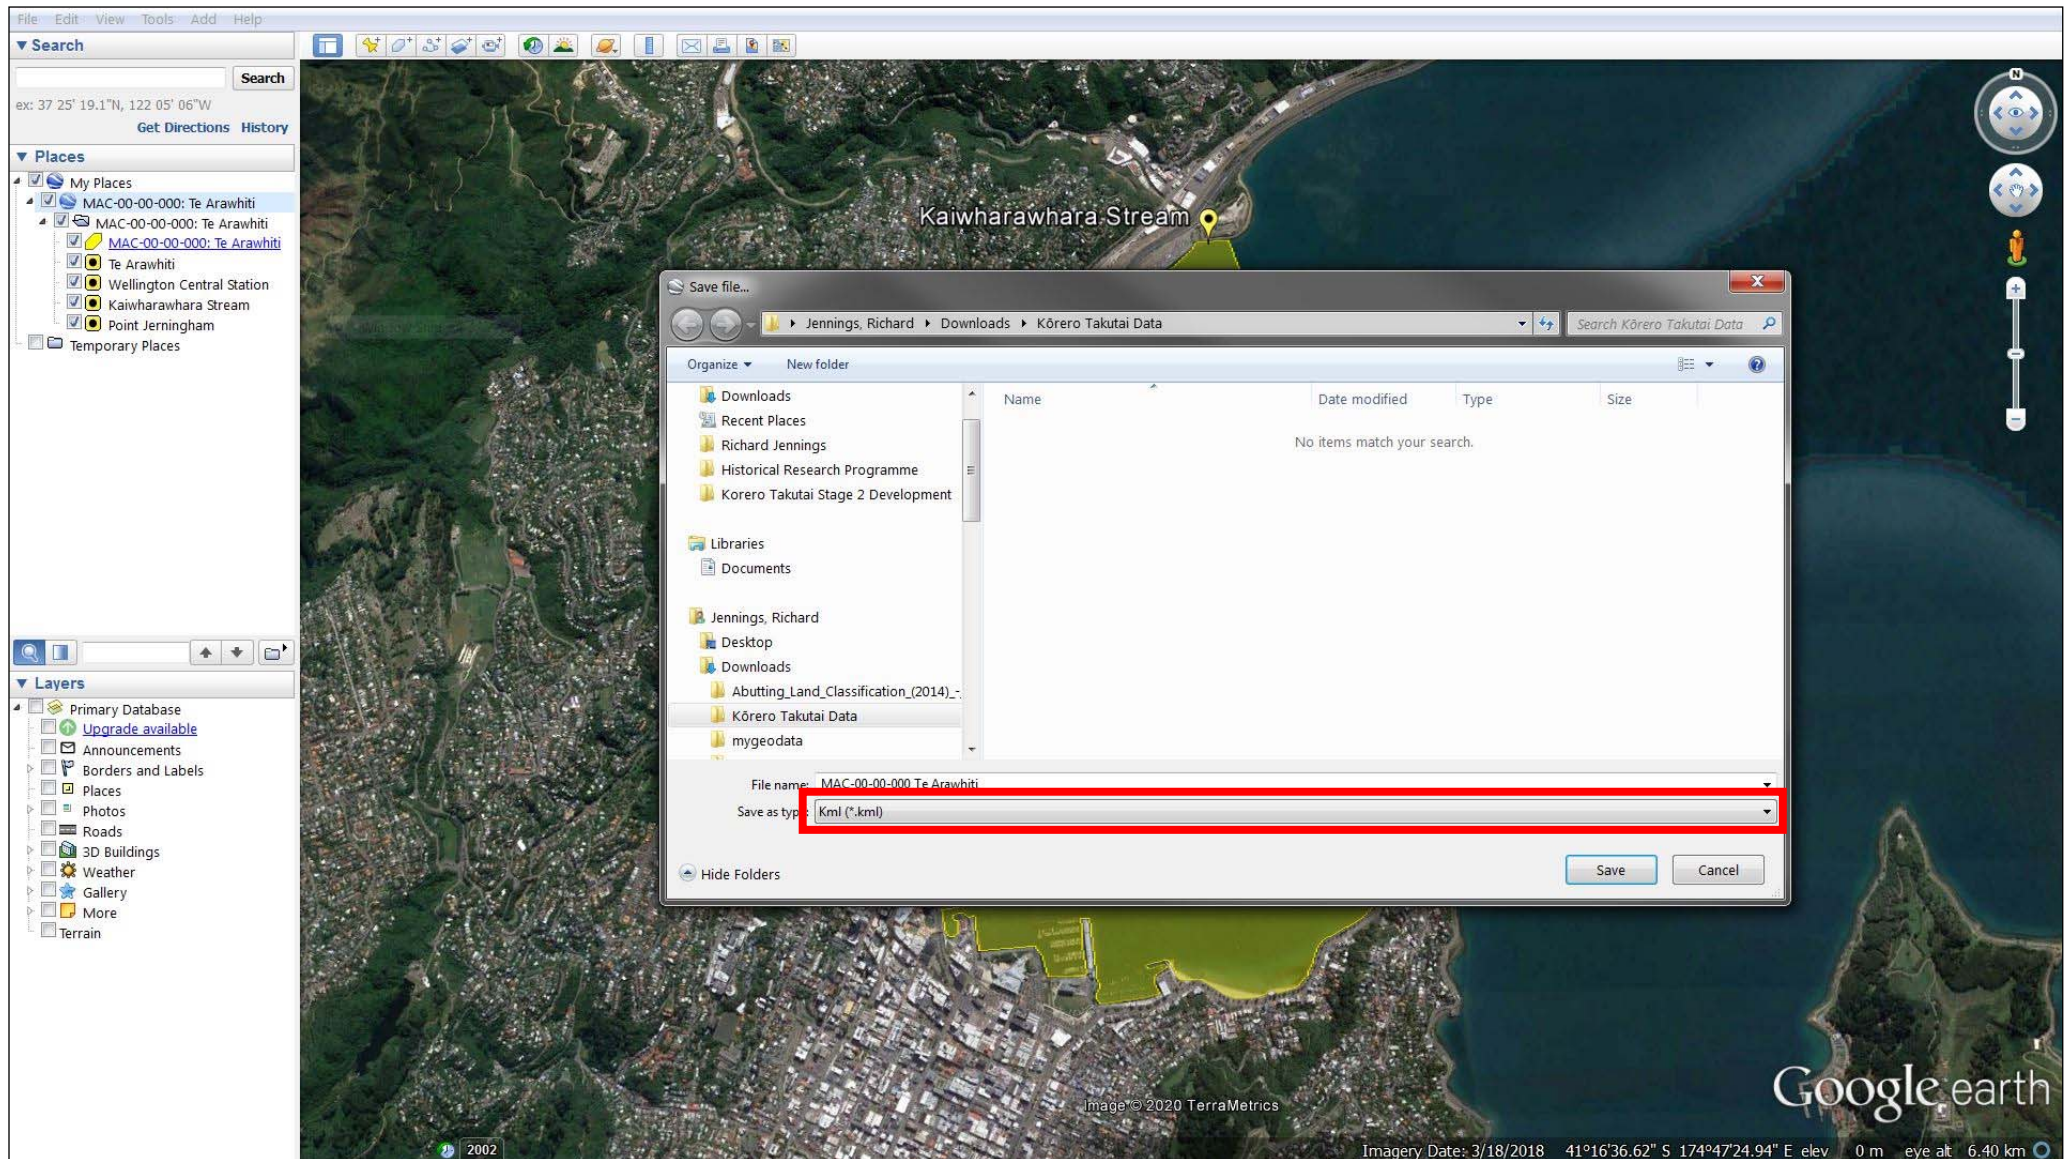 File Edit View Tools Add Help
Search
Search
ex: 37 25' 19.1"N, 122 05' 06"W
Get Directions History
Places
My Places
MAC-00-00-000: Te Arawhiti
MAC-00-00-000: Te Arawhiti
MAC-00-00-000: Te Arawhiti
Te Arawhiti
Wellington Central Station
Kaiwharawhara Stream
Point Jerningham
Temporary Places
Layers
Primary Database
Upgrade available
Announcements
Borders and Labels
Places
Photos
Roads
3D Buildings
Weather
Gallery
More
Terrain
N
Kaiwharawhara Stream
Save file...
Jennings, Richard Downloads Kōrero Takutai Data
Search Kōrero Takutai Data
Organize New folder
Downloads
Recent Places
Richard Jennings
Historical Research Programme
Korero Takutai Stage 2 Development
Libraries
Documents
Jennings, Richard
Desktop
Downloads
Abutting_Land_Classification_(2014)_-
Kōrero Takutai Data
mygeodata
Name Date modified Type Size
No items match your search.
File name: MAC-00-00-000 Te Arawhiti
Save as typ Kml (*.kml)
Hide Folders
Save Cancel
Image © 2020 TerraMetrics
Google earth
2002
Imagery Date: 3/18/2018 41°16'36.62" S 174°47'24.94" E elev 0 m eye alt 6.40 km